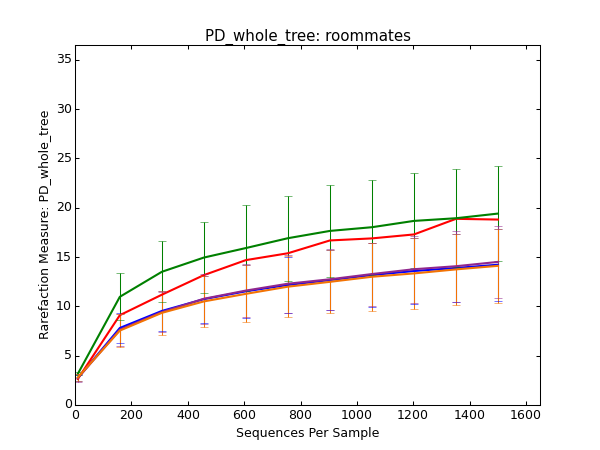 PD_whole_tree: roommates
Rarefaction Measure: PD_whole_tree
35
30
25
20
15
10
5
0
0 200 400 600 800 1000 1200 1400 1600
Sequences Per Sample